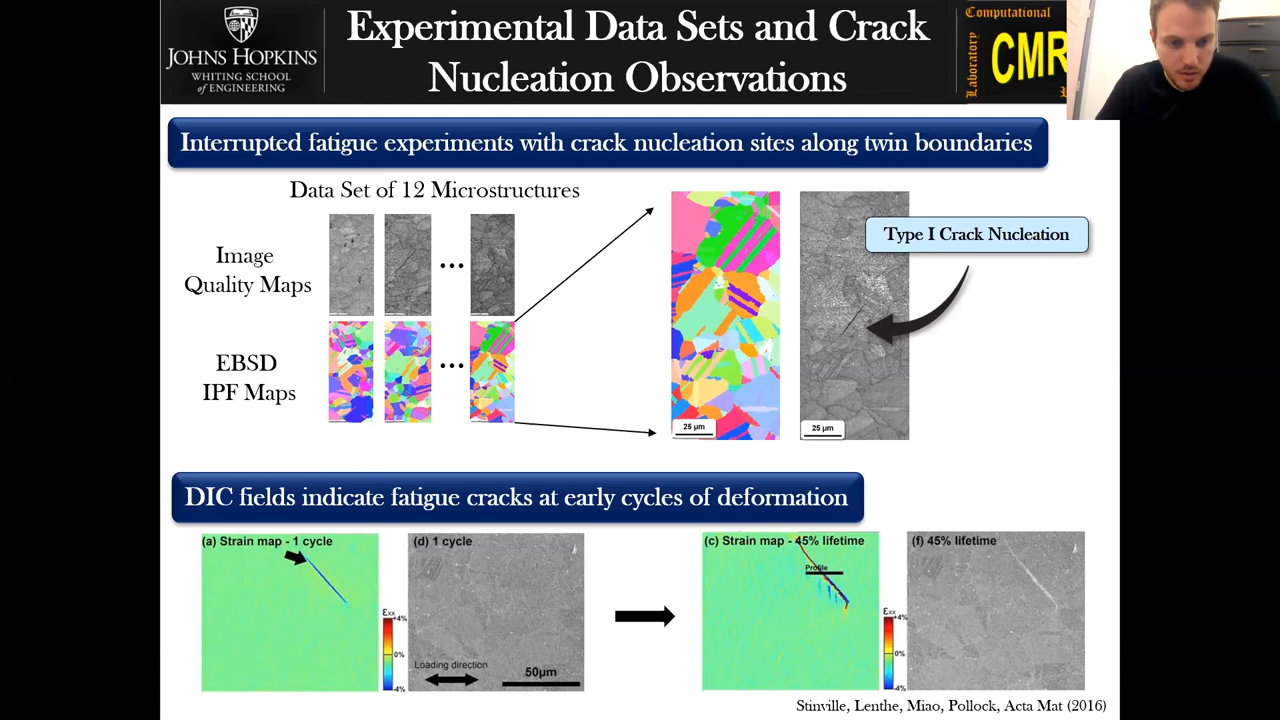 JOHNS HOPKINS
WHITING SCHOOL
of ENGINEERING
Experimental Data Sets and Crack
Nucleation Observations
Computational
Laboratory
CMR
Interrupted fatigue experiments with crack nucleation sites along twin boundaries
Data Set of 12 Microstructures
Image
Quality Maps
...
EBSD
IPF Maps
...
25 µm
25 µm
Type I Crack Nucleation
DIC fields indicate fatigue cracks at early cycles of deformation
(a) Strain map - 1 cycle
εxx
+4%
0%
-4%
(d) 1 cycle
Loading direction
50µm
(c) Strain map - 45% lifetime
Profile
εxx
+4%
0%
-4%
(f) 45% lifetime
Stinville, Lenthe, Miao, Pollock, Acta Mat (2016)